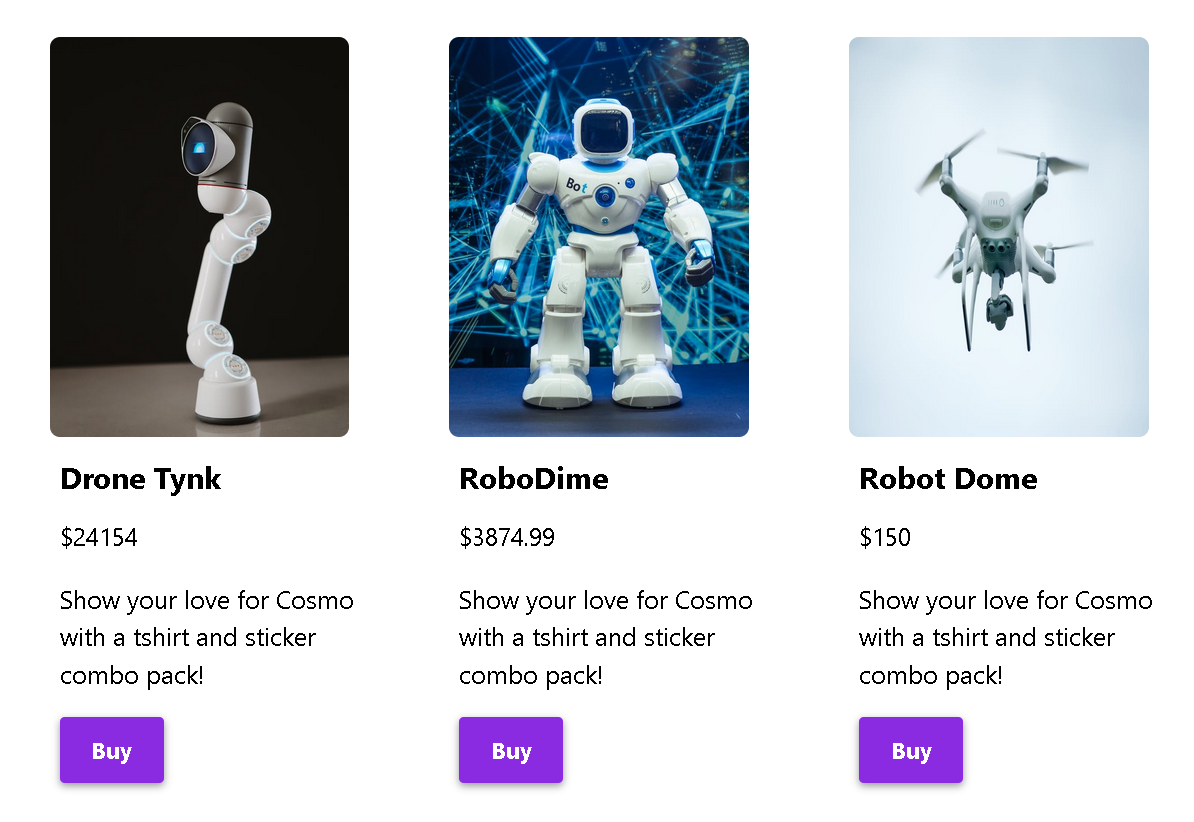 Bot
Drone Tynk
$24154
Show your love for Cosmo
with a tshirt and sticker
combo pack!
Buy
RoboDime
$3874.99
Show your love for Cosmo
with a tshirt and sticker
combo pack!
Buy
Robot Dome
$150
Show your love for Cosmo
with a tshirt and sticker
combo pack!
Buy